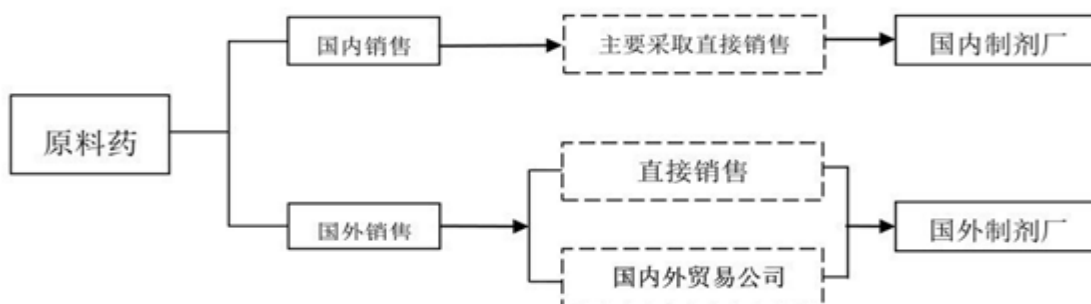 国内销售
主要采取直接销售
国内制剂厂
原料药
直接销售
国外销售
国外制剂厂
国内外贸易公司